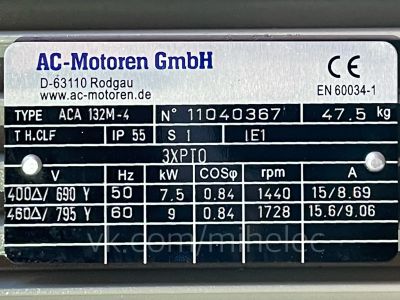 AC-Motoren GmbH
D-63110 Rodgau
www.ac-motoren.de
CE
EN 60034-1
TYPE ACA 132M-4 N° 11040367 47.5 kg
TH.CLF IP 55 S 1 IE1
3XPTO
V Hz kW COSφ rpm A
400Δ/ 690 Y 50 7.5 0.84 1440 15/8.69
460Δ/ 795 Y 60 9 0.84 1728 15.6/9.06
vk.com/mihelec